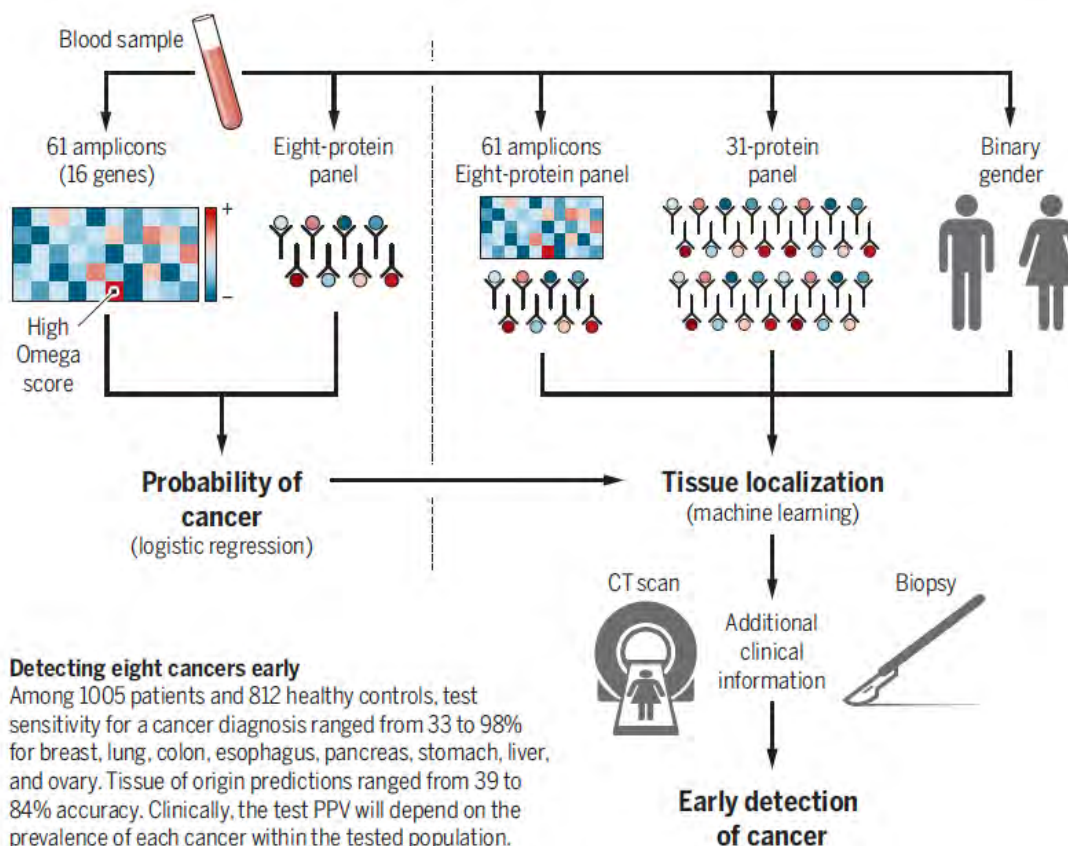 Blood sample
61 amplicons
(16 genes)
Eight-protein
panel
61 amplicons
Eight-protein panel
31-protein
panel
Binary
gender
+
–
High
Omega
score
Probability of
cancer
(logistic regression)
Tissue localization
(machine learning)
CT scan
Additional
clinical
information
Biopsy
Early detection
of cancer
Detecting eight cancers early
Among 1005 patients and 812 healthy controls, test
sensitivity for a cancer diagnosis ranged from 33 to 98%
for breast, lung, colon, esophagus, pancreas, stomach, liver,
and ovary. Tissue of origin predictions ranged from 39 to
84% accuracy. Clinically, the test PPV will depend on the
prevalence of each cancer within the tested population.